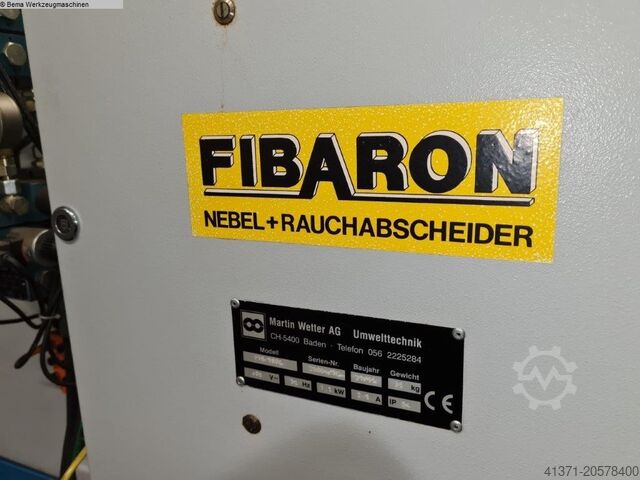 © Bema Werkzeugmaschinen
FIBARON
NEBEL+RAUCHABSCHEIDER
Martin Wetter AG Umwelttechnik
CH-5400 Baden · Telefon 056 2225284
Modell Serien-Nr. Baujahr Gewicht
kg
V~ Hz kW A IP CE
41371-20578400